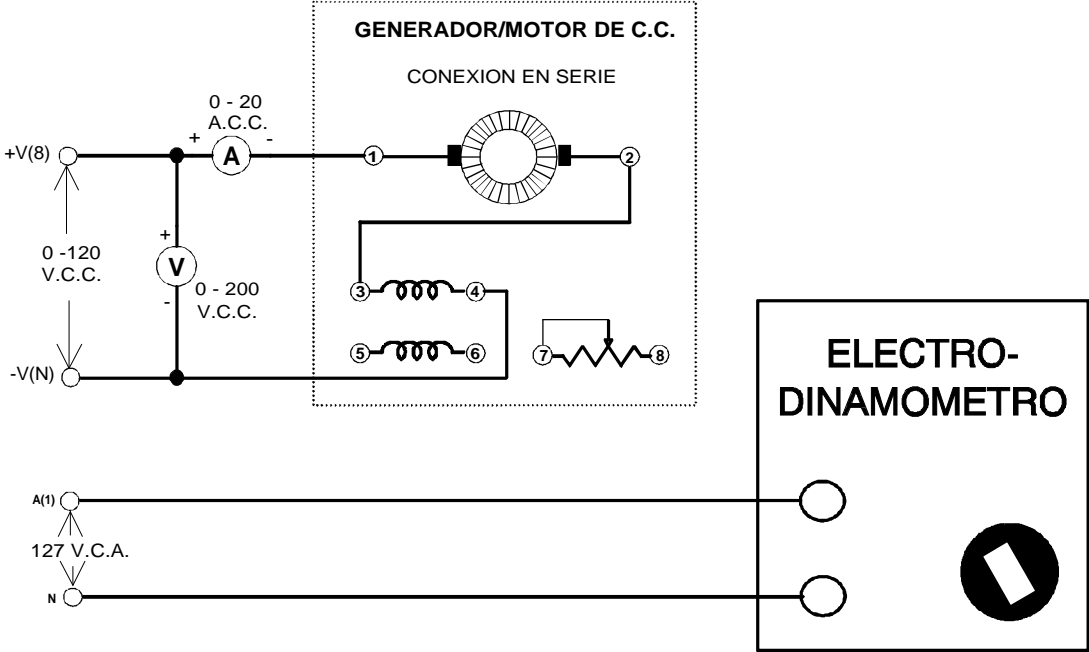 GENERADOR/MOTOR DE C.C.
CONEXION EN SERIE
0 - 20
A.C.C.
+ -
A
+V(8)
1
2
0 -120
V.C.C.
+
V
-
0 - 200
V.C.C.
3 4
5 6
7 8
-V(N)
ELECTRO-
DINAMOMETRO
A(1)
127 V.C.A.
N